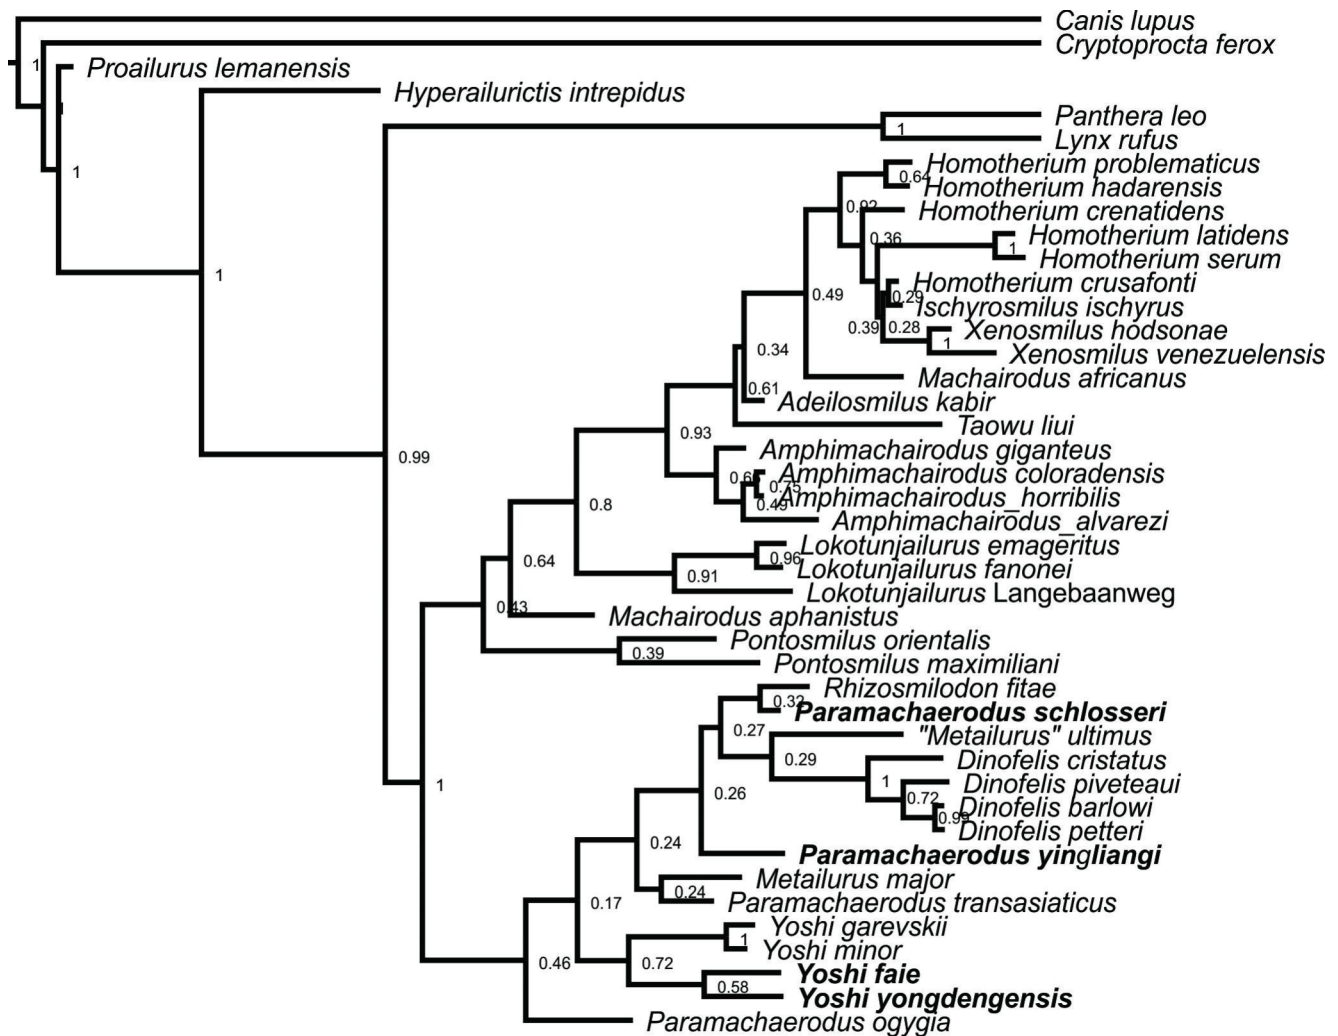 Canis lupus
Cryptoprocta ferox
1
Proailurus lemanensis
Hyperailurictis intrepidus
Panthera leo
1
Lynx rufus
Homotherium problematicus
0.64
Homotherium hadarensis
0.92
Homotherium crenatidens
0.36
Homotherium latidens
1
Homotherium serum
Homotherium crusafonti
0.49
0.29
Ischyrosmilus ischyrus
0.39
0.28
Xenosmilus hodsonae
1
Xenosmilus venezuelensis
0.34
Machairodus africanus
0.61
Adeilosmilus kabir
Taowu liui
0.93
Amphimachairodus giganteus
Amphimachairodus coloradensis
Amphimachairodus_horribilis
0.49
Amphimachairodus_alvarezi
0.8
Lokotunjailurus emageritus
0.96
Lokotunjailurus fanonei
0.91
Lokotunjailurus Langebaanweg
0.64
0.43
Machairodus aphanistus
Pontosmilus orientalis
0.39
Pontosmilus maximiliani
1
1
0.99
Rhizosmilodon fitae
0.32
Paramachaerodus schlosseri
0.27
"Metailurus" ultimus
0.29
Dinofelis cristatus
1
Dinofelis piveteaui
0.72
Dinofelis barlowi
0.99
Dinofelis petteri
0.26
Paramachaerodus yingliangi
0.24
Metailurus major
0.24
Paramachaerodus transasiaticus
0.17
Yoshi garevskii
1
Yoshi minor
0.72
Yoshi faie
0.58
Yoshi yongdengensis
0.46
Paramachaerodus ogygia
1